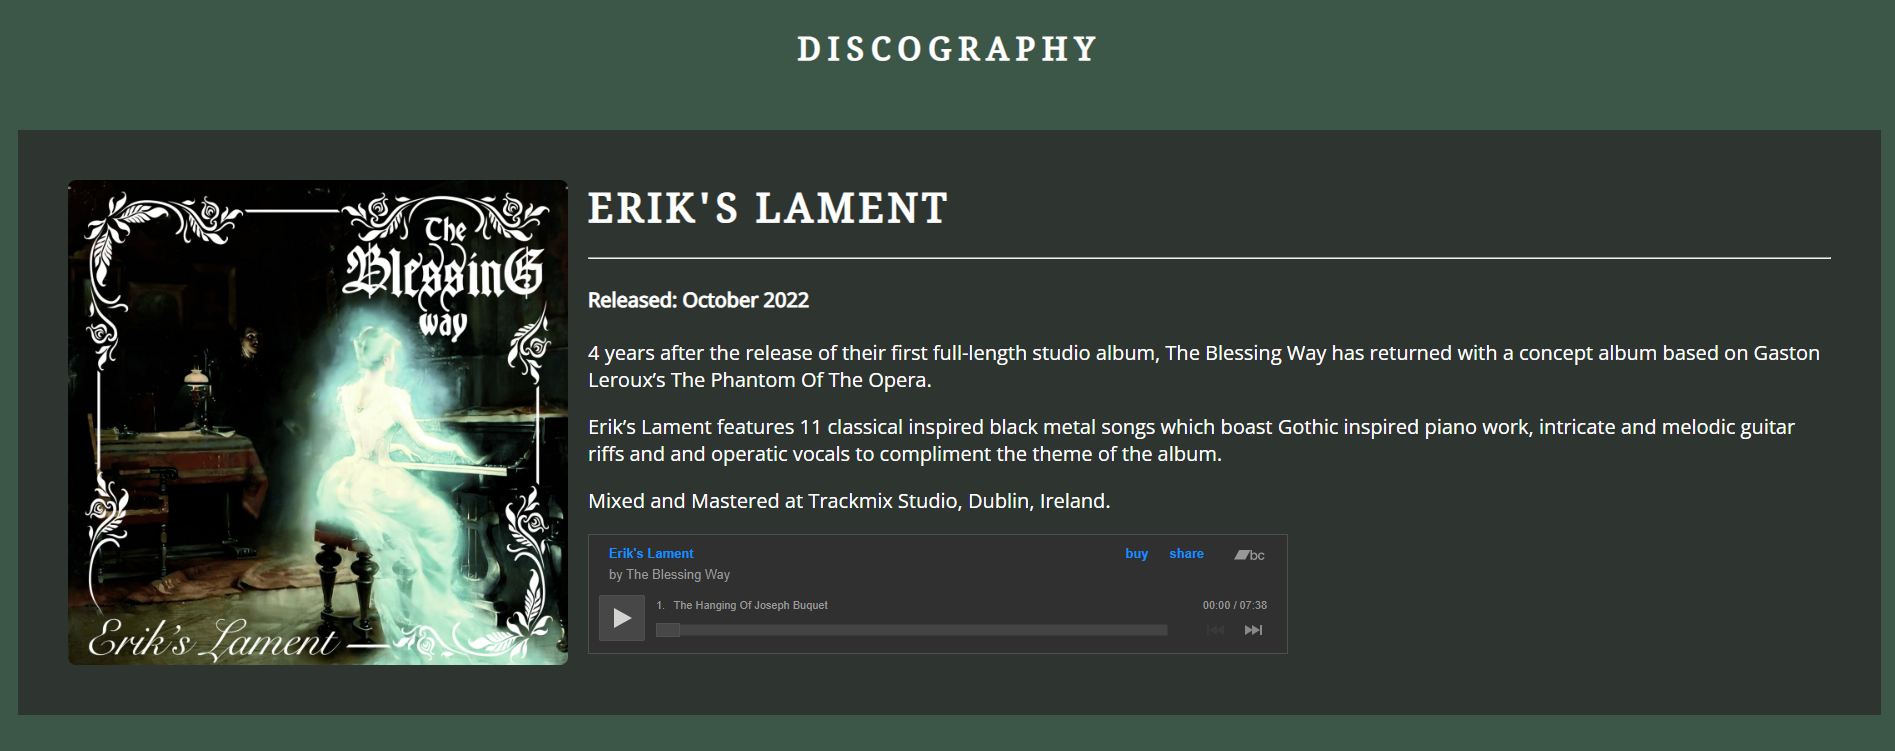 DISCOGRAPHY
The
BlessinG
way
Erik's Lament
ERIK'S LAMENT
Released: October 2022
4 years after the release of their first full-length studio album, The Blessing Way has returned with a concept album based on Gaston
Leroux’s The Phantom Of The Opera.
Erik’s Lament features 11 classical inspired black metal songs which boast Gothic inspired piano work, intricate and melodic guitar
riffs and and operatic vocals to compliment the theme of the album.
Mixed and Mastered at Trackmix Studio, Dublin, Ireland.
Erik's Lament buy share bc
by The Blessing Way
1. The Hanging Of Joseph Buquet 00:00 / 07:38